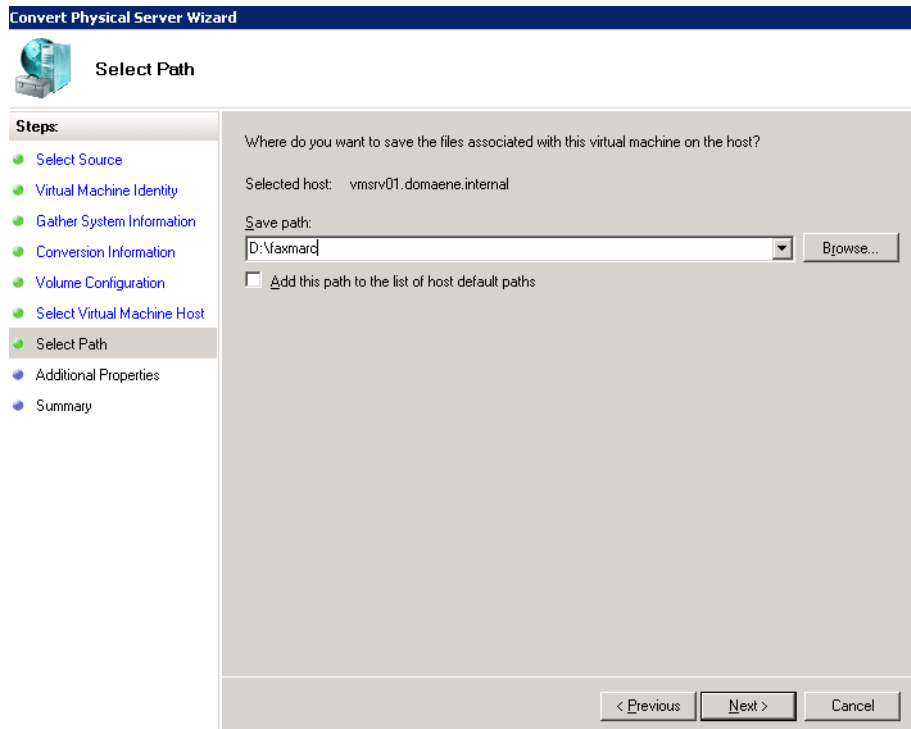 Convert Physical Server Wizard
Select Path
Steps:
Select Source
Virtual Machine Identity
Gather System Information
Conversion Information
Volume Configuration
Select Virtual Machine Host
Select Path
Additional Properties
Summary
Where do you want to save the files associated with this virtual machine on the host?
Selected host: vmsrv01.domaene.internal
Save path:
D:\faxmarc
Browse...
Add this path to the list of host default paths
< Previous Next > Cancel